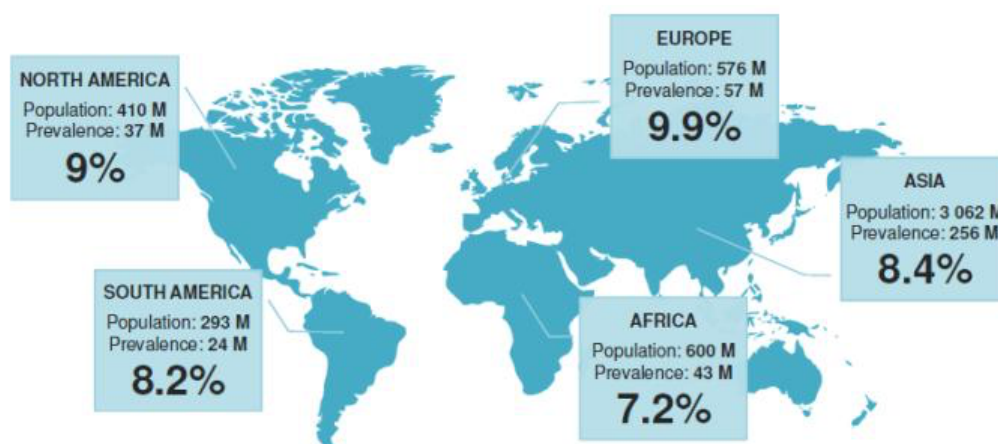 NORTH AMERICA
Population: 410 M
Prevalence: 37 M
9%
EUROPE
Population: 576 M
Prevalence: 57 M
9.9%
ASIA
Population: 3 062 M
Prevalence: 256 M
8.4%
SOUTH AMERICA
Population: 293 M
Prevalence: 24 M
8.2%
AFRICA
Population: 600 M
Prevalence: 43 M
7.2%